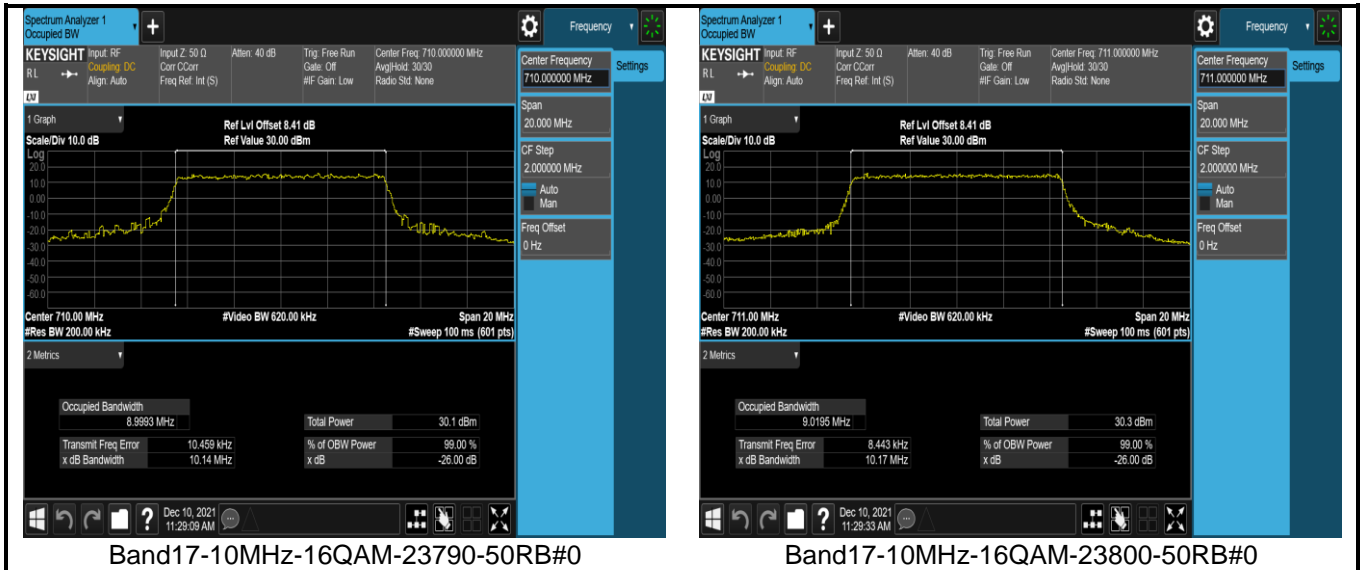 Spectrum Analyzer 1
Occupied BW
+
Frequency
KEYSIGHT
R L
LXI
Input: RF
Coupling: DC
Align: Auto
Input Z: 50 Ω
Corr CCorr
Freq Ref: Int (S)
Atten: 40 dB
Trig: Free Run
Gate: Off
#IF Gain: Low
Center Freq: 710.000000 MHz
Avg|Hold: 30/30
Radio Std: None
Center Frequency
710.000000 MHz
Settings
Span
20.000 MHz
CF Step
2.000000 MHz
Auto
Man
Freq Offset
0 Hz
1 Graph
Scale/Div 10.0 dB
Ref Lvl Offset 8.41 dB
Ref Value 30.00 dBm
Log
20.0
10.0
0.00
-10.0
-20.0
-30.0
-40.0
-50.0
-60.0
Center 710.00 MHz
#Video BW 620.00 kHz
Span 20 MHz
#Res BW 200.00 kHz
#Sweep 100 ms (601 pts)
2 Metrics
Occupied Bandwidth
8.9993 MHz
Total Power 30.1 dBm
Transmit Freq Error 10.459 kHz
% of OBW Power 99.00 %
x dB Bandwidth 10.14 MHz
x dB -26.00 dB
?
Dec 10, 2021
11:29:09 AM
Band17-10MHz-16QAM-23790-50RB#0
Spectrum Analyzer 1
Occupied BW
+
Frequency
KEYSIGHT
R L
LXI
Input: RF
Coupling: DC
Align: Auto
Input Z: 50 Ω
Corr CCorr
Freq Ref: Int (S)
Atten: 40 dB
Trig: Free Run
Gate: Off
#IF Gain: Low
Center Freq: 711.000000 MHz
Avg|Hold: 30/30
Radio Std: None
Center Frequency
711.000000 MHz
Settings
Span
20.000 MHz
CF Step
2.000000 MHz
Auto
Man
Freq Offset
0 Hz
1 Graph
Scale/Div 10.0 dB
Ref Lvl Offset 8.41 dB
Ref Value 30.00 dBm
Log
20.0
10.0
0.00
-10.0
-20.0
-30.0
-40.0
-50.0
-60.0
Center 711.00 MHz
#Video BW 620.00 kHz
Span 20 MHz
#Res BW 200.00 kHz
#Sweep 100 ms (601 pts)
2 Metrics
Occupied Bandwidth
9.0195 MHz
Total Power 30.3 dBm
Transmit Freq Error 8.443 kHz
% of OBW Power 99.00 %
x dB Bandwidth 10.17 MHz
x dB -26.00 dB
?
Dec 10, 2021
11:29:33 AM
Band17-10MHz-16QAM-23800-50RB#0